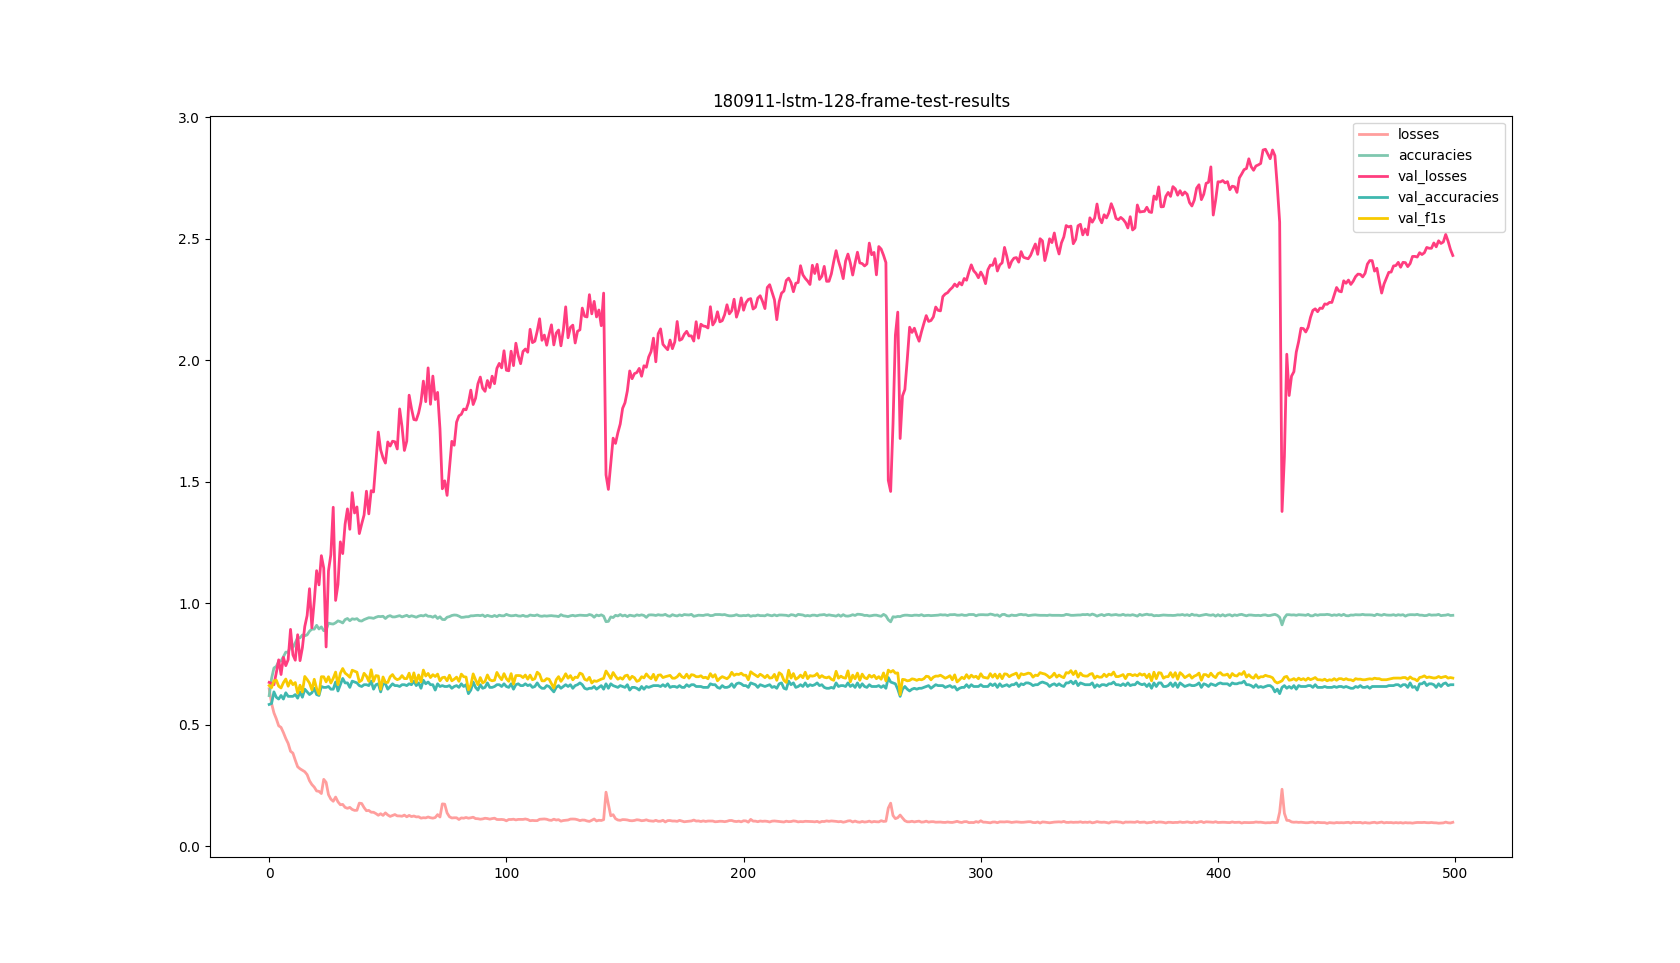 180911-lstm-128-frame-test-results
3.0
2.5
2.0
1.5
1.0
0.5
0.0
losses
accuracies
val_losses
val_accuracies
val_f1s
0 100 200 300 400 500